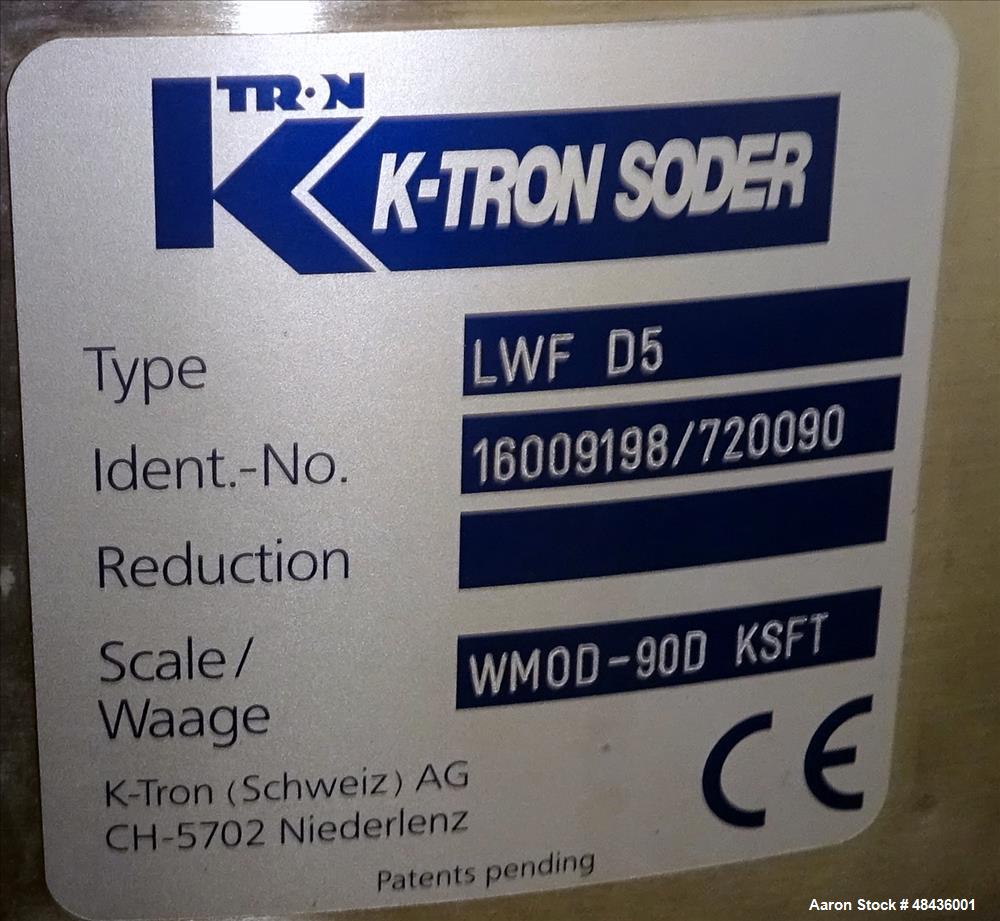 TRON
K-TRON SODER
Type LWF D5
Ident.-No. 16009198/720090
Reduction
Scale/
Waage WMOD-90D KSFT
K-Tron (Schweiz) AG
CH-5702 Niederlenz
CE
Patents pending
Aaron Stock # 48436001